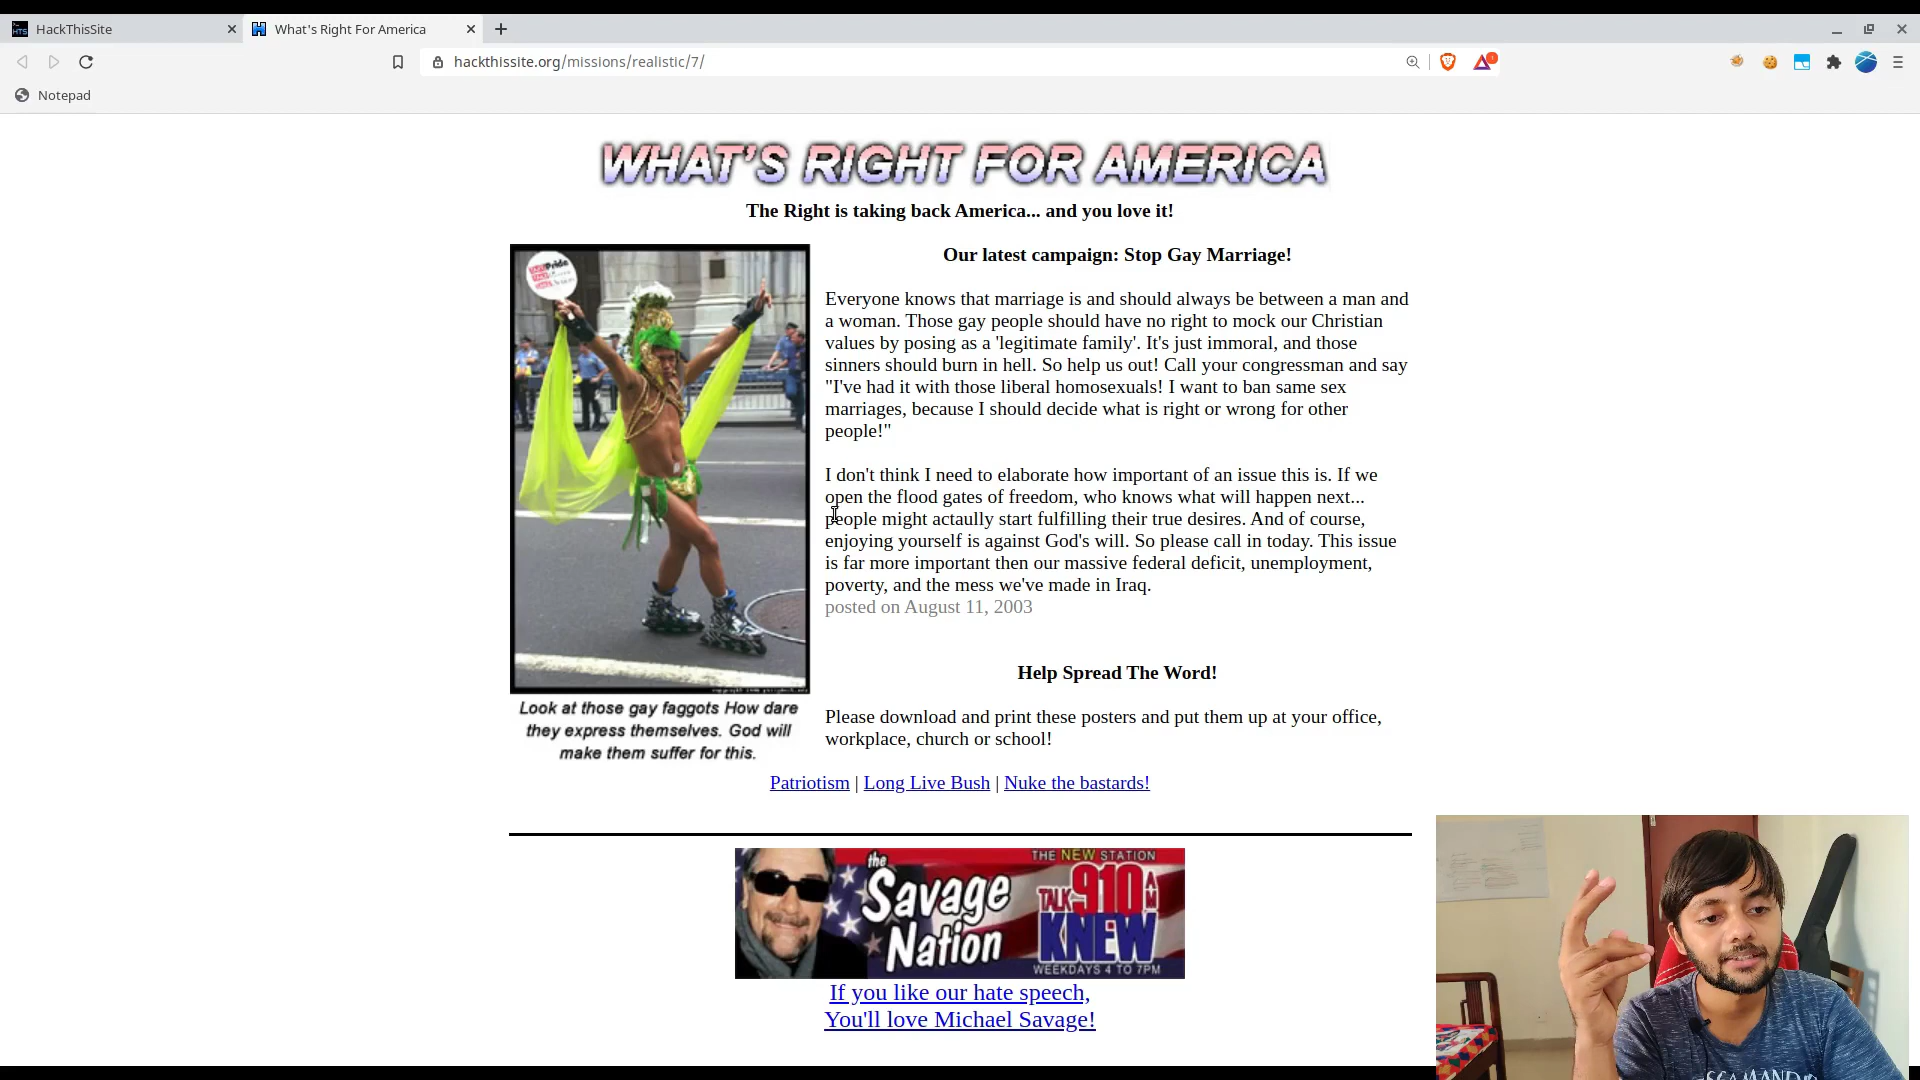 HackThisSite
What's Right For America
hackthissite.org/missions/realistic/7/
Notepad
WHAT'S RIGHT FOR AMERICA
The Right is taking back America... and you love it!
Our latest campaign: Stop Gay Marriage!
Everyone knows that marriage is and should always be between a man and
a woman. Those gay people should have no right to mock our Christian
values by posing as a 'legitimate family'. It's just immoral, and those
sinners should burn in hell. So help us out! Call your congressman and say
"I've had it with those liberal homosexuals! I want to ban same sex
marriages, because I should decide what is right or wrong for other
people!"
I don't think I need to elaborate how important of an issue this is. If we
open the flood gates of freedom, who knows what will happen next...
people might actaully start fulfilling their true desires. And of course,
enjoying yourself is against God's will. So please call in today. This issue
is far more important then our massive federal deficit, unemployment,
poverty, and the mess we've made in Iraq.
posted on August 11, 2003
Look at those gay faggots How dare
they express themselves. God will
make them suffer for this.
Help Spread The Word!
Please download and print these posters and put them up at your office,
workplace, church or school!
Patriotism | Long Live Bush | Nuke the bastards!
the
Savage
Nation
THE NEW STATION
TALK 910 AM
KNEW
WEEKDAYS 4 TO 7PM
If you like our hate speech,
You'll love Michael Savage!